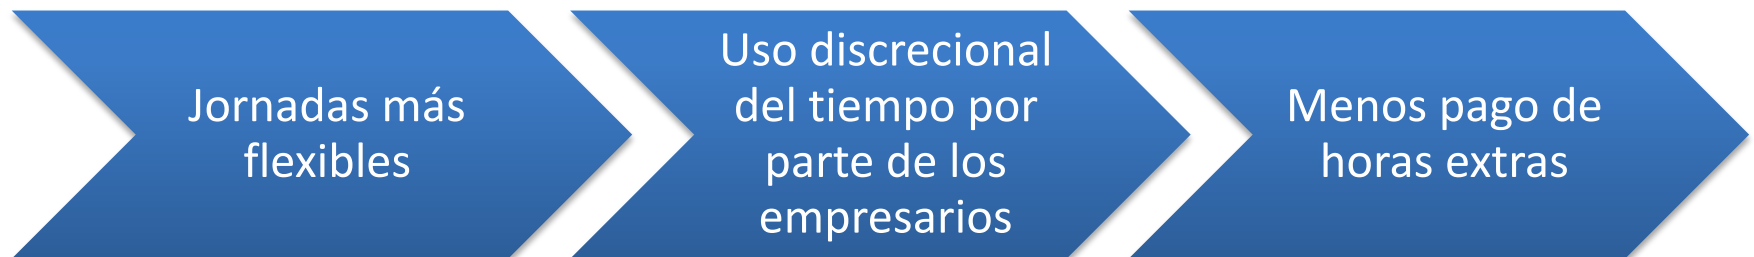 Jornadas más
flexibles
Uso discrecional
del tiempo por
parte de los
empresarios
Menos pago de
horas extras